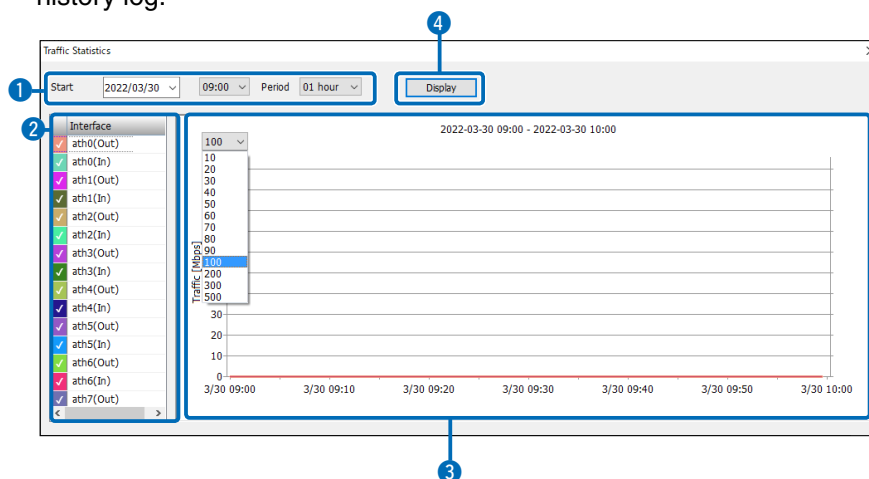 history log.
4
Traffic Statistics
1
Start 2022/03/30 09:00 Period 01 hour Display
2
Interface
ath0(Out)
ath0(In)
ath1(Out)
ath1(In)
ath2(Out)
ath2(In)
ath3(Out)
ath3(In)
ath4(Out)
ath4(In)
ath5(Out)
ath5(In)
ath6(Out)
ath6(In)
ath7(Out)
2022-03-30 09:00 - 2022-03-30 10:00
100
10
20
30
40
50
60
70
80
90
100
200
300
500
Traffic [Mbps]
30
20
10
0
3/30 09:00 3/30 09:10 3/30 09:20 3/30 09:30 3/30 09:40 3/30 09:50 3/30 10:00
3